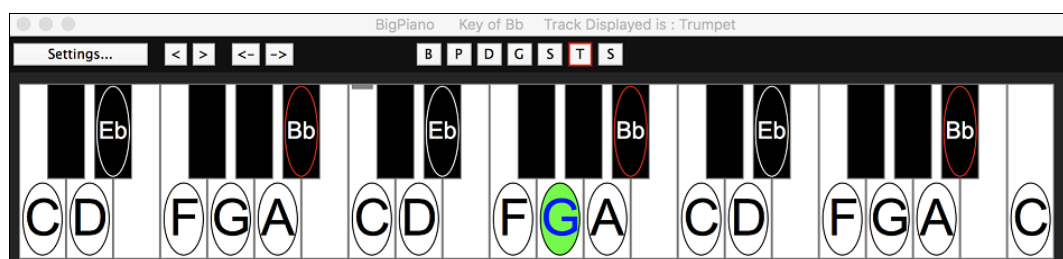 BigPiano Key of Bb Track Displayed is : Trumpet
Settings... < > <- -> B P D G S T S
Eb Bb Eb Bb Eb Bb
C D F G A C D F G A C D F G A C